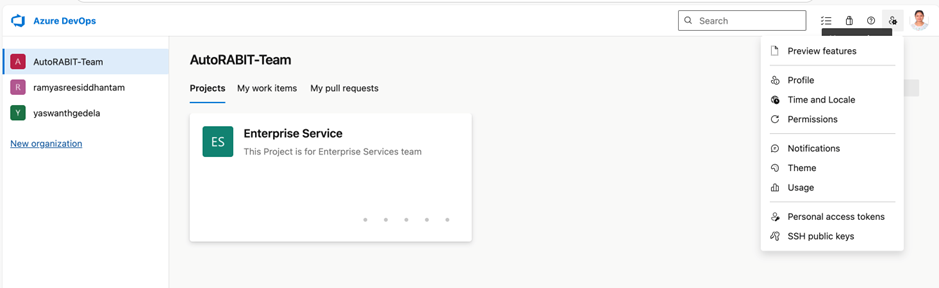 Azure DevOps
Search
A AutoRABIT-Team
R ramyasreesiddhantam
Y yaswanthgedela
New organization
AutoRABIT-Team
Projects My work items My pull requests
ES
Enterprise Service
This Project is for Enterprise Services team
Preview features
Profile
Time and Locale
Permissions
Notifications
Theme
Usage
Personal access tokens
SSH public keys